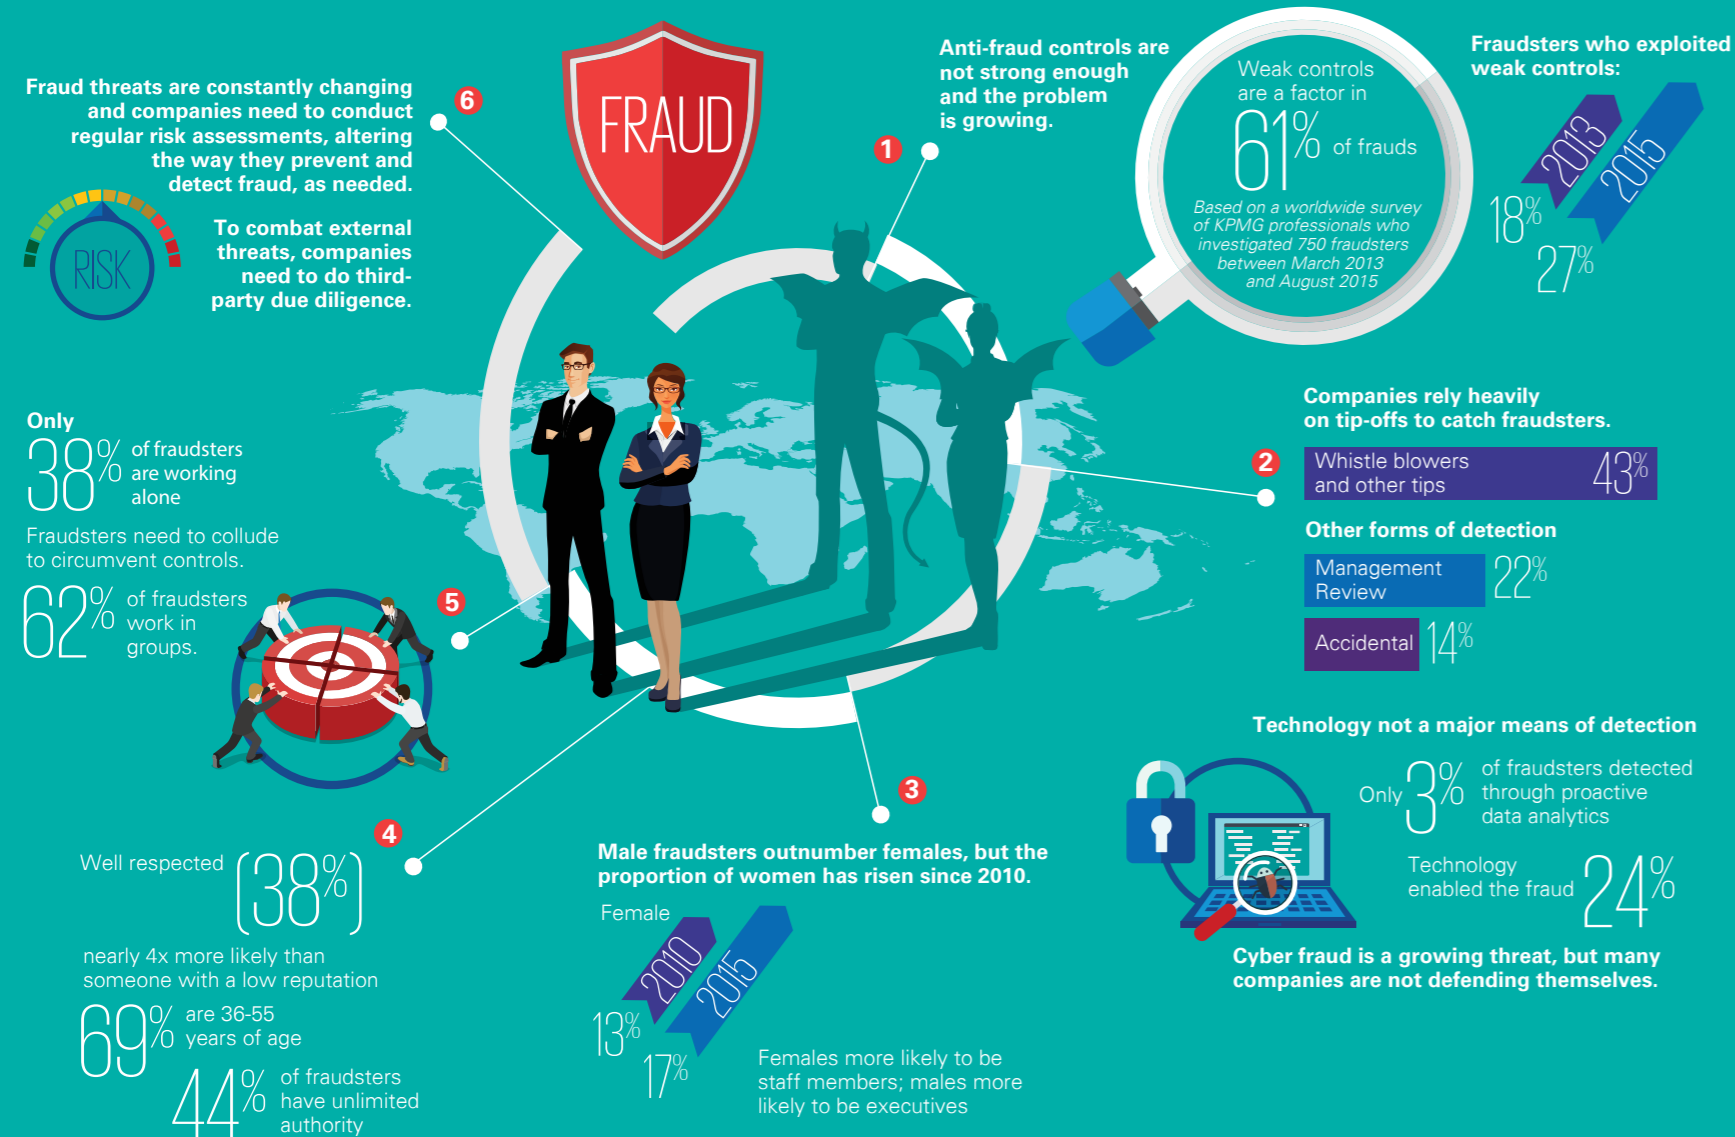 FRAUD
1
Anti-fraud controls are
not strong enough
and the problem
is growing.
Weak controls
are a factor in
61% of frauds
Based on a worldwide survey
of KPMG professionals who
investigated 750 fraudsters
between March 2013
and August 2015
Fraudsters who exploited
weak controls:
2013
2015
18%
27%
2
Companies rely heavily
on tip-offs to catch fraudsters.
Whistle blowers
and other tips
43%
Other forms of detection
Management
Review
22%
Accidental
14%
Technology not a major means of detection
Only 3% of fraudsters detected
through proactive
data analytics
Technology
enabled the fraud
24%
Cyber fraud is a growing threat, but many
companies are not defending themselves.
3
Male fraudsters outnumber females, but the
proportion of women has risen since 2010.
Female
2010
2015
13%
17%
Females more likely to be
staff members; males more
likely to be executives
4
Well respected (38%)
nearly 4x more likely than
someone with a low reputation
69% are 36-55
years of age
44% of fraudsters
have unlimited
authority
5
Only
38% of fraudsters
are working
alone
Fraudsters need to collude
to circumvent controls.
62% of fraudsters
work in
groups.
6
Fraud threats are constantly changing
and companies need to conduct
regular risk assessments, altering
the way they prevent and
detect fraud, as needed.
RISK
To combat external
threats, companies
need to do third-
party due diligence.